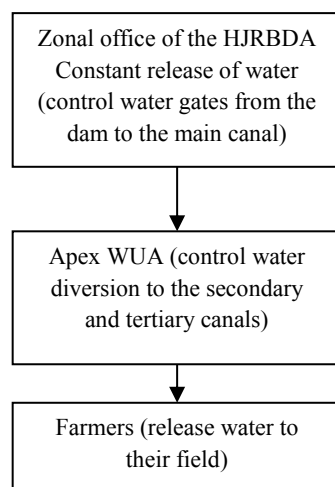 Zonal office of the HJRBDA
Constant release of water
(control water gates from the
dam to the main canal)
Apex WUA (control water
diversion to the secondary
and tertiary canals)
Farmers (release water to
their field)